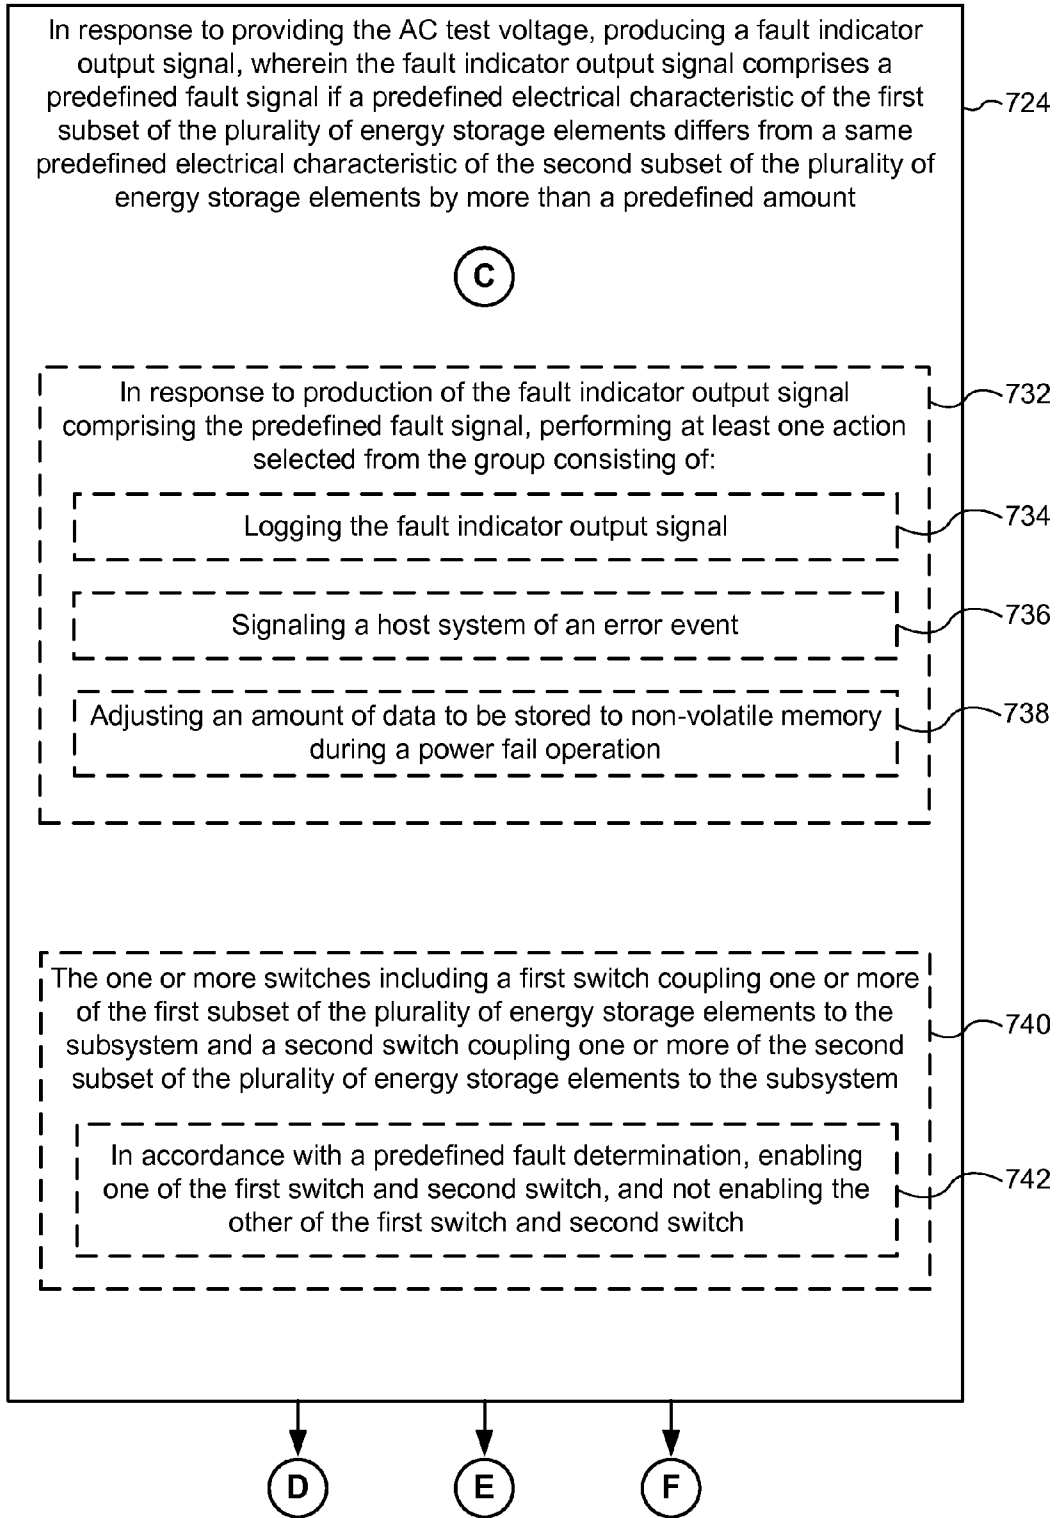 In response to providing the AC test voltage, producing a fault indicator
output signal, wherein the fault indicator output signal comprises a
predefined fault signal if a predefined electrical characteristic of the first
subset of the plurality of energy storage elements differs from a same
predefined electrical characteristic of the second subset of the plurality of
energy storage elements by more than a predefined amount
724
C
In response to production of the fault indicator output signal
comprising the predefined fault signal, performing at least one action
selected from the group consisting of:
732
Logging the fault indicator output signal
734
Signaling a host system of an error event
736
Adjusting an amount of data to be stored to non-volatile memory
during a power fail operation
738
The one or more switches including a first switch coupling one or more
of the first subset of the plurality of energy storage elements to the
subsystem and a second switch coupling one or more of the second
subset of the plurality of energy storage elements to the subsystem
740
In accordance with a predefined fault determination, enabling
one of the first switch and second switch, and not enabling the
other of the first switch and second switch
742
D
E
F